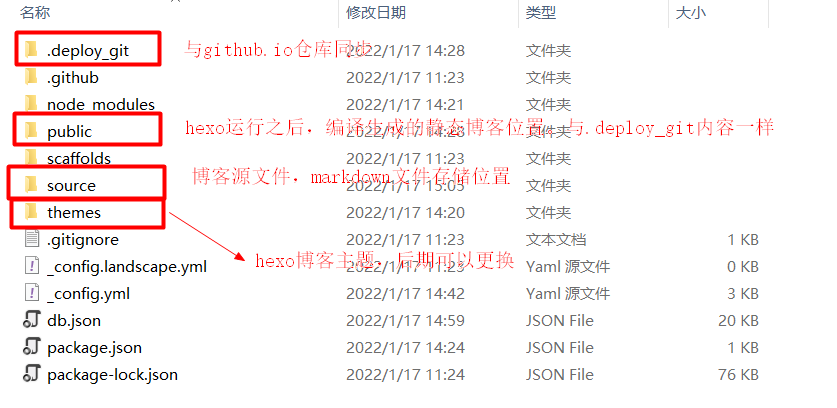 名称 修改日期 类型 大小
.deploy_git 与github.io仓库同步 2022/1/17 14:28 文件夹
.github 2022/1/17 11:23 文件夹
node_modules 2022/1/17 14:21 文件夹
public hexo运行之后，编译生成的静态博客位置，与.deploy_git内容一样 2022/1/17 14:28 文件夹
scaffolds 2022/1/17 11:23 文件夹
source 博客源文件，markdown文件存储位置 2022/1/17 15:03 文件夹
themes 2022/1/17 14:20 文件夹
.gitignore 2022/1/17 11:23 文本文档 1 KB
hexo博客主题，后期可以更换
_config.landscape.yml 2022/1/17 11:23 Yaml 源文件 0 KB
_config.yml 2022/1/17 14:42 Yaml 源文件 3 KB
db.json 2022/1/17 14:59 JSON File 20 KB
package.json 2022/1/17 14:24 JSON File 1 KB
package-lock.json 2022/1/17 11:24 JSON File 76 KB